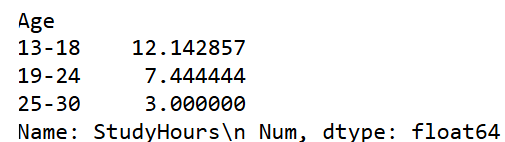 Age
13-18    12.142857
19-24     7.444444
25-30     3.000000
Name: StudyHours\n Num, dtype: float64